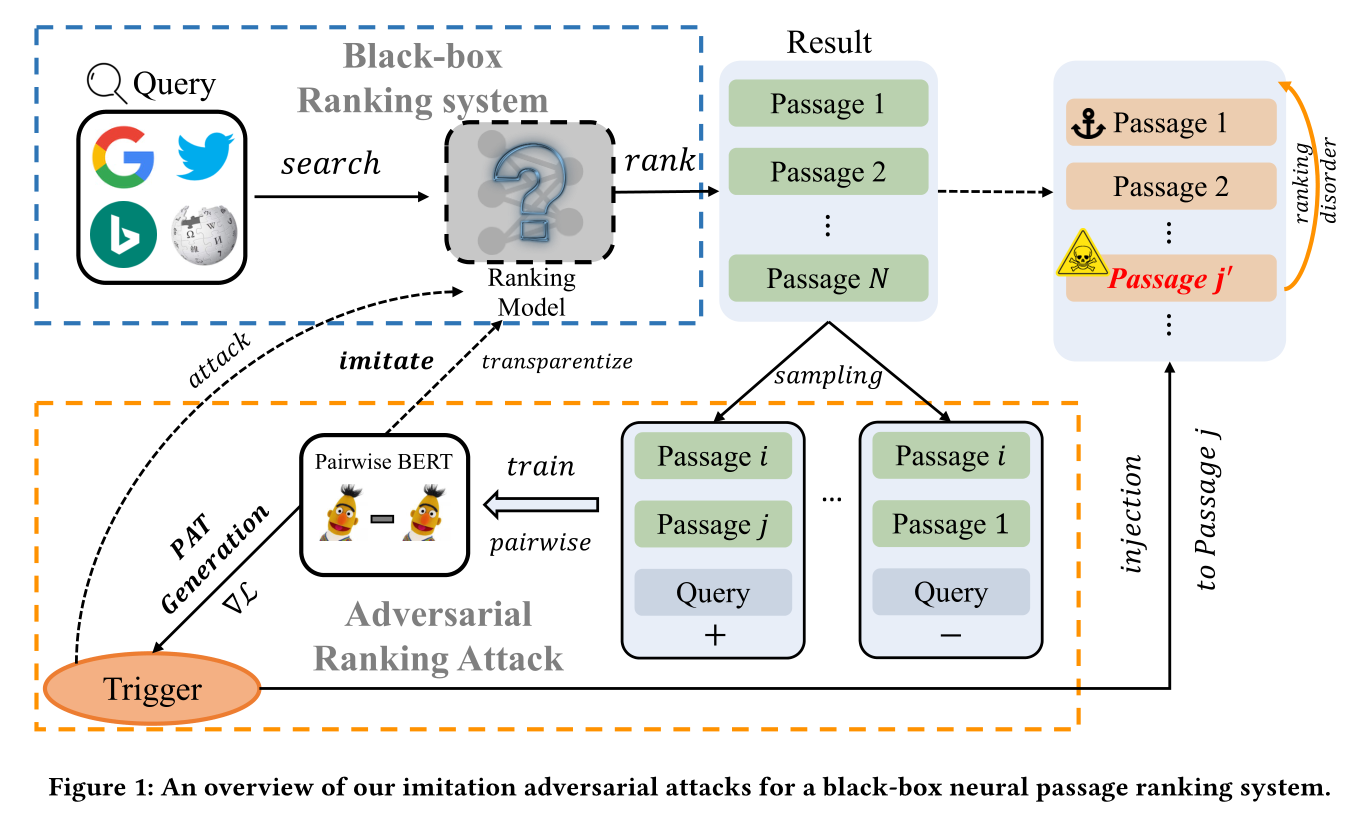 Query
Black-box
Ranking system
search
rank
Ranking
Model
Result
Passage 1
Passage 2
⋮
Passage N
Passage 1
Passage 2
⋮
Passage j′
⋮
ranking
disorder
attack
imitate
transparentize
sampling
Pairwise BERT
train
pairwise
Passage i
Passage j
Query
+
...
Passage i
Passage 1
Query
−
PAT
Generation
∇ℒ
Adversarial
Ranking Attack
Trigger
injection
to Passage j
Figure 1: An overview of our imitation adversarial attacks for a black-box neural passage ranking system.